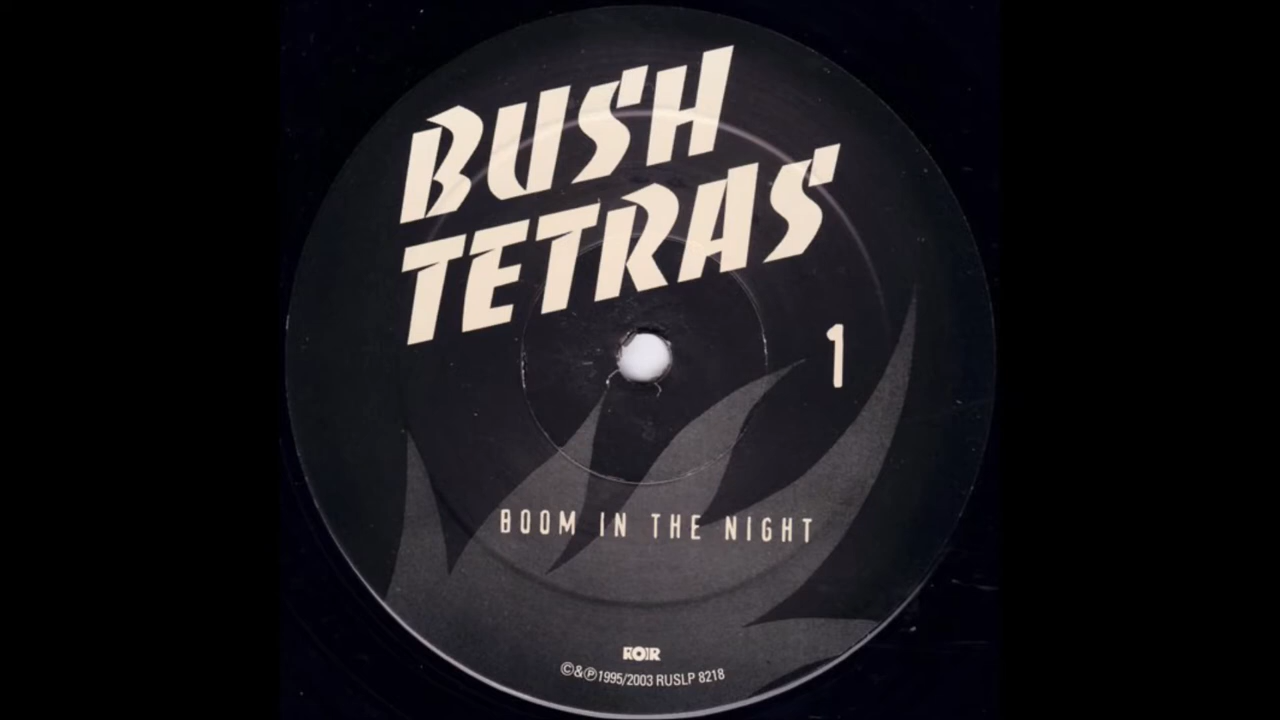 BUSH
TETRAS
1
BOOM IN THE NIGHT
ROIR
©&℗1995/2003 RUSLP 8218